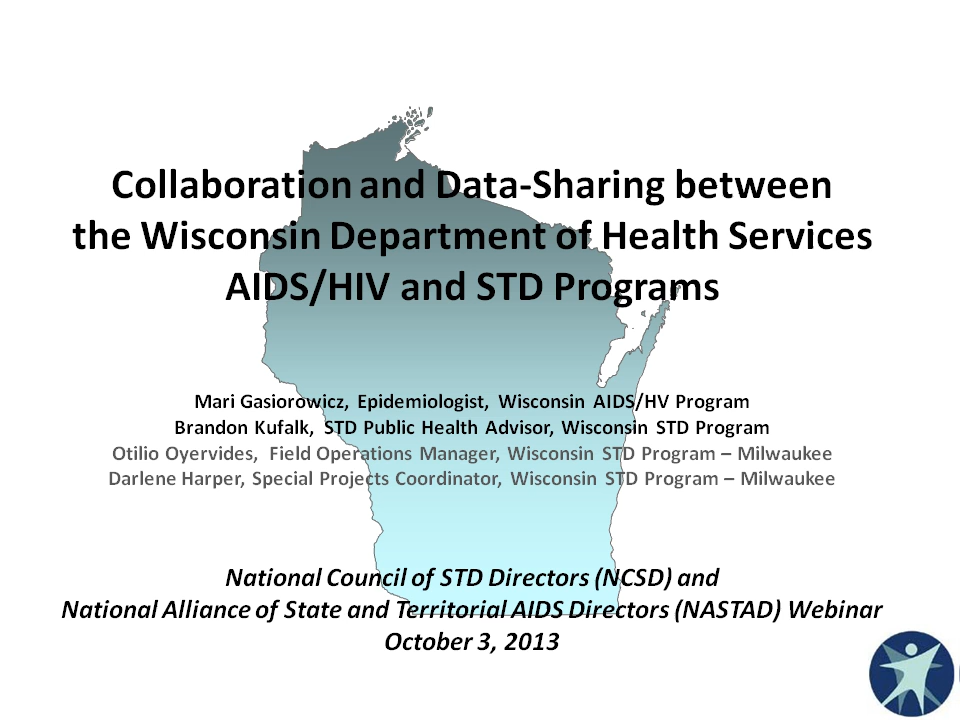 Collaboration and Data-Sharing between
the Wisconsin Department of Health Services
AIDS/HIV and STD Programs
Mari Gasiorowicz, Epidemiologist, Wisconsin AIDS/HV Program
Brandon Kufalk, STD Public Health Advisor, Wisconsin STD Program
Otilio Oyervides, Field Operations Manager, Wisconsin STD Program – Milwaukee
Darlene Harper, Special Projects Coordinator, Wisconsin STD Program – Milwaukee
National Council of STD Directors (NCSD) and
National Alliance of State and Territorial AIDS Directors (NASTAD) Webinar
October 3, 2013